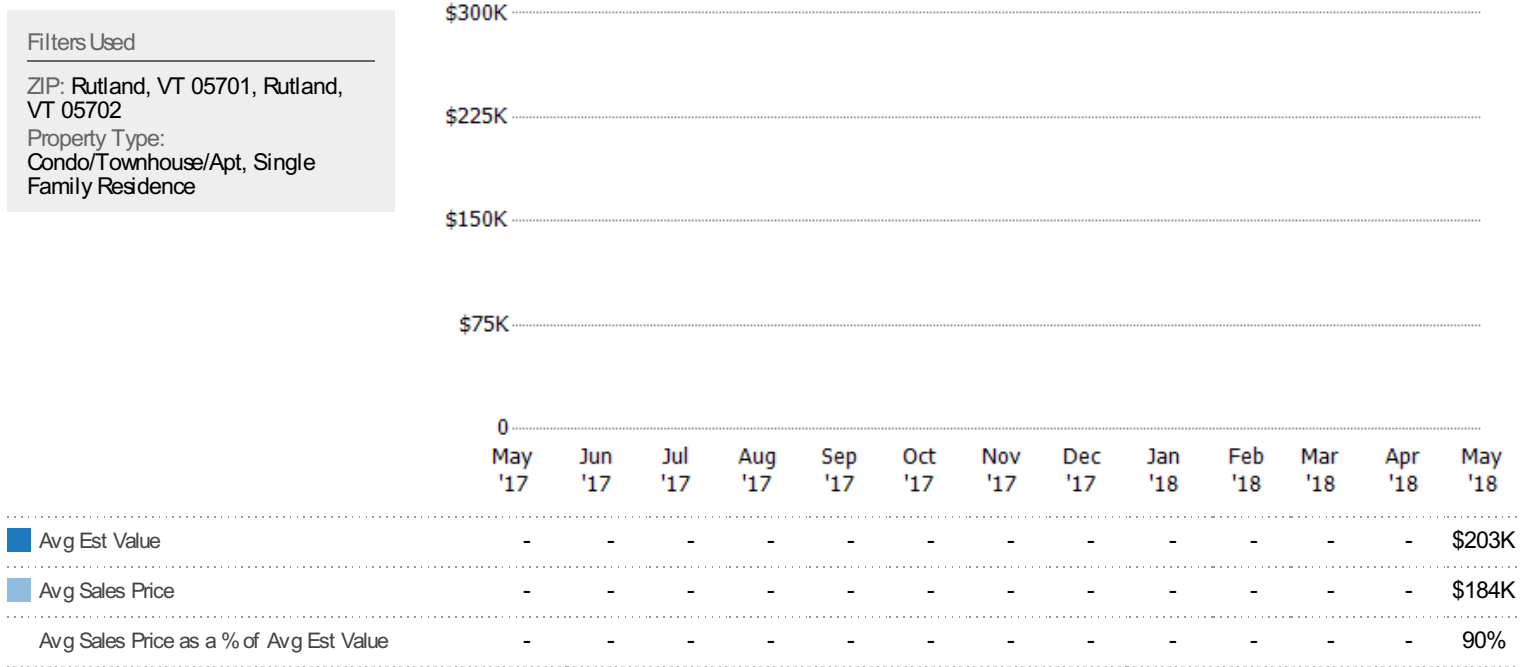 Filters Used
ZIP: Rutland, VT 05701, Rutland,
VT 05702
Property Type:
Condo/Townhouse/Apt, Single
Family Residence
$300K
$225K
$150K
$75K
0
May Jun Jul Aug Sep Oct Nov Dec Jan Feb Mar Apr May
'17 '17 '17 '17 '17 '17 '17 '17 '18 '18 '18 '18 '18
Avg Est Value - - - - - - - - - - - - $203K
Avg Sales Price - - - - - - - - - - - - $184K
Avg Sales Price as a % of Avg Est Value - - - - - - - - - - - - 90%